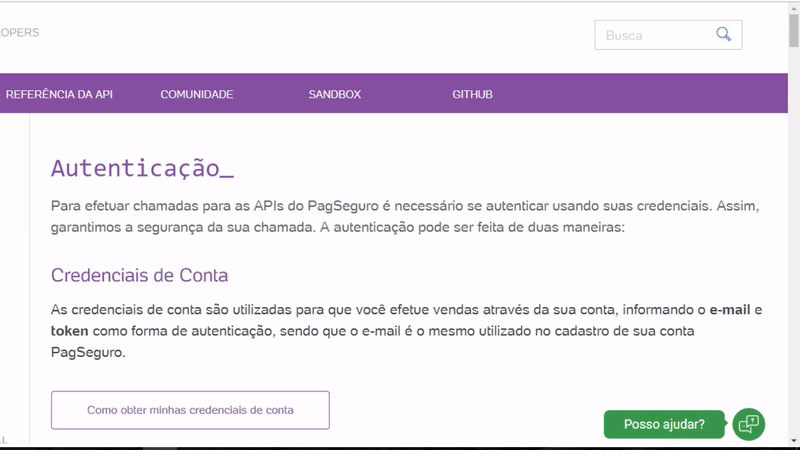 OPERS
Busca
REFERÊNCIA DA API COMUNIDADE SANDBOX GITHUB
Autenticação_
Para efetuar chamadas para as APIs do PagSeguro é necessário se autenticar usando suas credenciais. Assim,
garantimos a segurança da sua chamada. A autenticação pode ser feita de duas maneiras:
Credenciais de Conta
As credenciais de conta são utilizadas para que você efetue vendas através da sua conta, informando o e-mail e
token como forma de autenticação, sendo que o e-mail é o mesmo utilizado no cadastro de sua conta
PagSeguro.
Como obter minhas credenciais de conta
Posso ajudar?